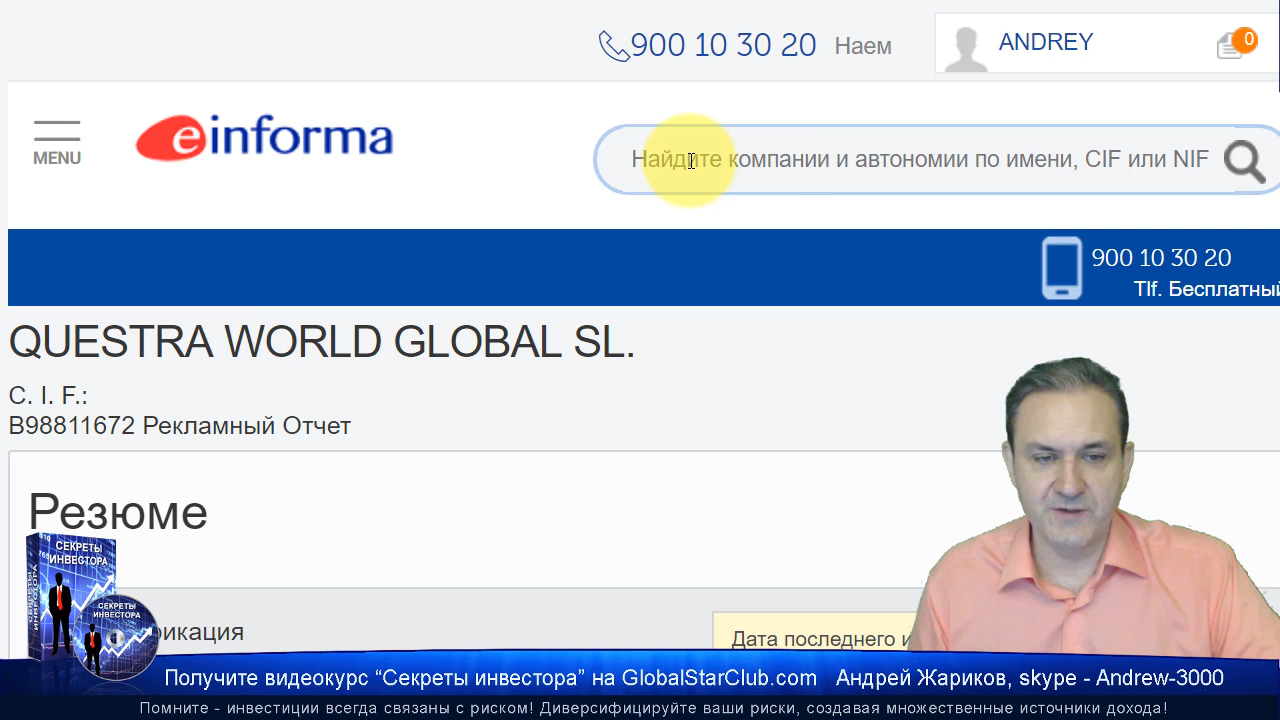 900 10 30 20 Наем
ANDREY
0
MENU
einforma
Найдите компании и автономии по имени, CIF или NIF
900 10 30 20
Tlf. Бесплатный
QUESTRA WORLD GLOBAL SL.
C. I. F.:
B98811672 Рекламный Отчет
Резюме
СЕКРЕТЫ
ИНВЕСТОРА
СЕКРЕТЫ ИНВЕСТОРА
СЕКРЕТЫ
ИНВЕСТОРА
фикация
Дата последнего и
Получите видеокурс “Секреты инвестора” на GlobalStarClub.com Андрей Жариков, skype - Andrew-3000
Помните - инвестиции всегда связаны с риском! Диверсифицируйте ваши риски, создавая множественные источники дохода!